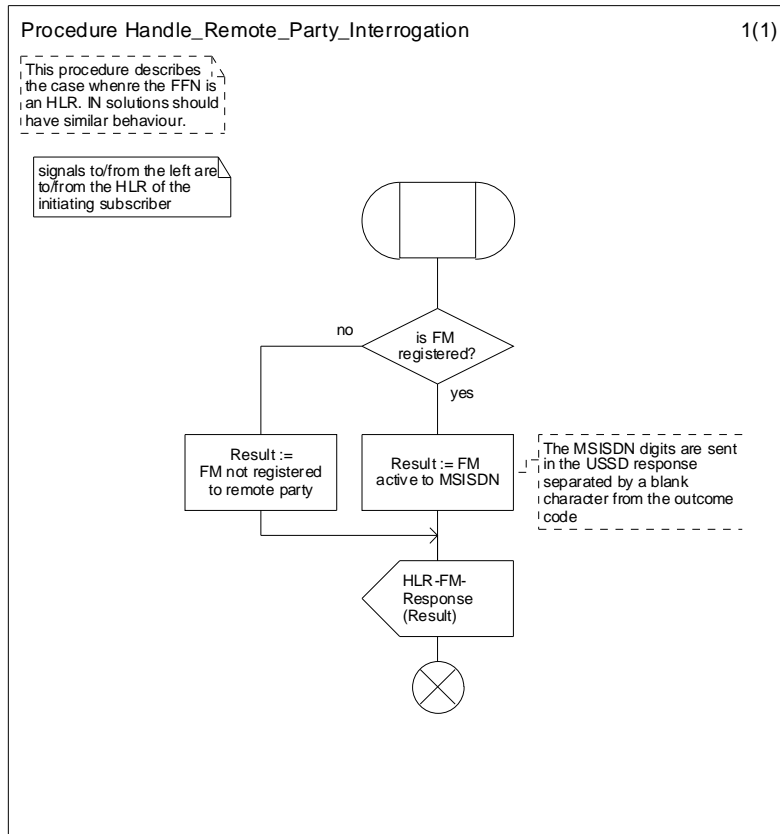 Procedure Handle_Remote_Party_Interrogation 1(1)
This procedure describes
the case whenre the FFN is
an HLR. IN solutions should
have similar behaviour.
signals to/from the left are
to/from the HLR of the
initiating subscriber
no
is FM
registered?
yes
Result :=
FM not registered
to remote party
Result := FM
active to MSISDN
The MSISDN digits are sent
in the USSD response
separated by a blank
character from the outcome
code
HLR-FM-
Response
(Result)